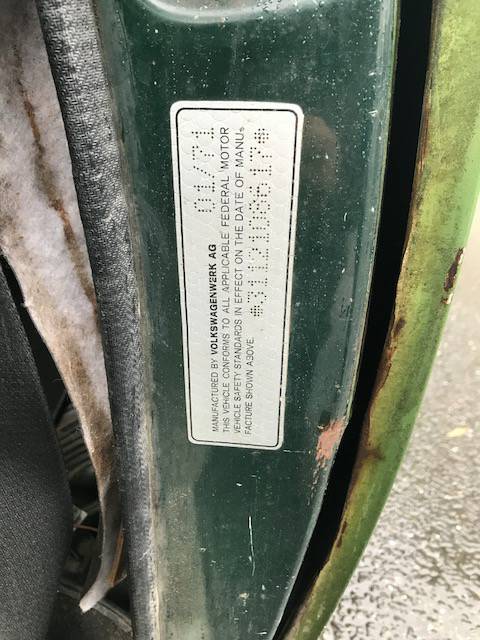 MANUFACTURED BY VOLKSWAGENWERK AG 01/71
THIS VEHICLE CONFORMS TO ALL APPLICABLE FEDERAL MOTOR
VEHICLE SAFETY STANDARDS IN EFFECT ON THE DATE OF MANU-
FACTURE SHOWN ABOVE. *3112108617*